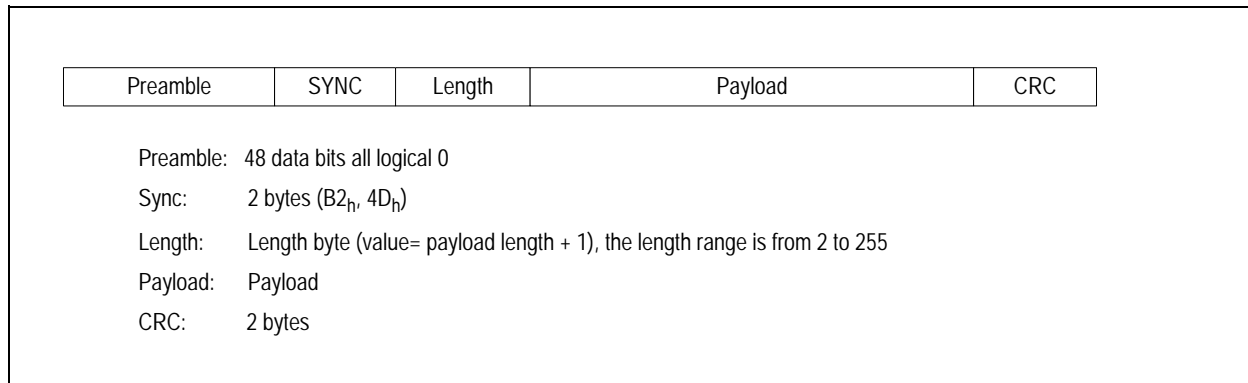 Preamble SYNC Length Payload CRC
Preamble: 48 data bits all logical 0
Sync: 2 bytes (B2h, 4Dh)
Length: Length byte (value= payload length + 1), the length range is from 2 to 255
Payload: Payload
CRC: 2 bytes